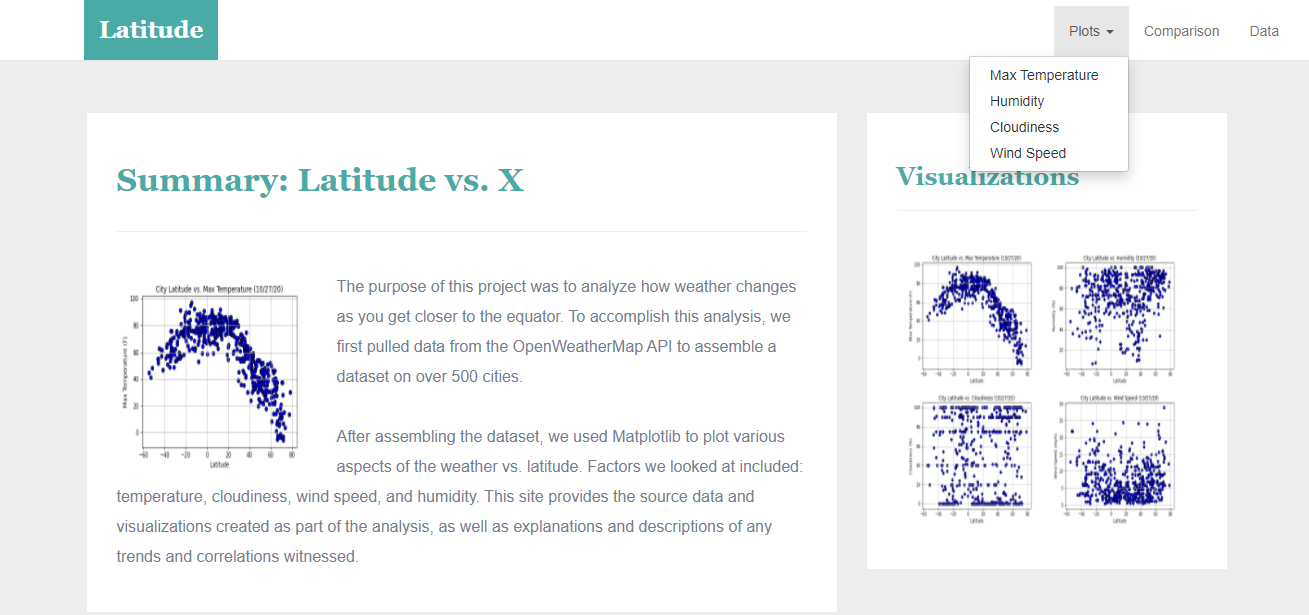 Latitude
Plots
Comparison
Data
Max Temperature
Humidity
Cloudiness
Wind Speed
Summary: Latitude vs. X
City Latitude vs. Max Temperature (10/27/20)
Max Temperature (F)
100
80
60
40
20
0
-60 -40 -20 0 20 40 60 80
Latitude
The purpose of this project was to analyze how weather changes
as you get closer to the equator. To accomplish this analysis, we
first pulled data from the OpenWeatherMap API to assemble a
dataset on over 500 cities.
After assembling the dataset, we used Matplotlib to plot various
aspects of the weather vs. latitude. Factors we looked at included:
temperature, cloudiness, wind speed, and humidity. This site provides the source data and
visualizations created as part of the analysis, as well as explanations and descriptions of any
trends and correlations witnessed.
Visualizations
City Latitude vs. Max Temperature (10/27/20)
Max Temperature (F)
Latitude
City Latitude vs. Humidity (10/27/20)
Humidity (%)
Latitude
City Latitude vs. Cloudiness (10/27/20)
Cloudiness (%)
Latitude
City Latitude vs. Wind Speed (10/27/20)
Latitude